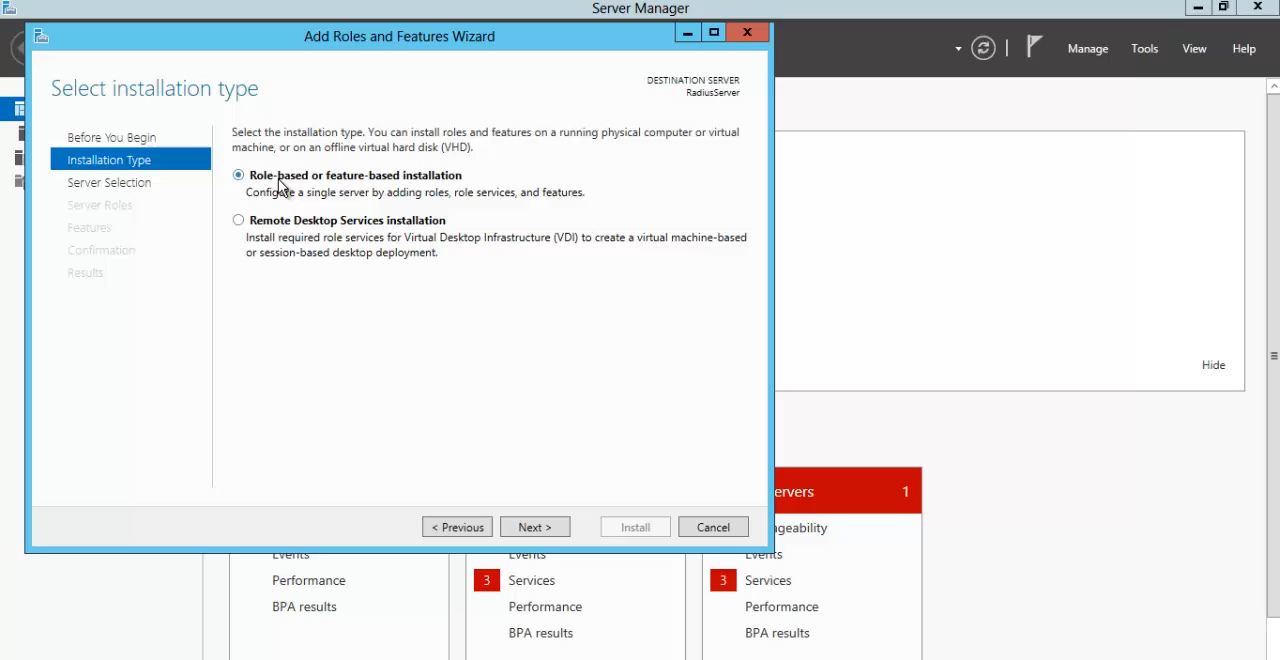 Server Manager
Manage
Tools
View
Help
Add Roles and Features Wizard
Select installation type
DESTINATION SERVER
RadiusServer
Before You Begin
Installation Type
Server Selection
Server Roles
Features
Confirmation
Results
Select the installation type. You can install roles and features on a running physical computer or virtual
machine, or on an offline virtual hard disk (VHD).
Role-based or feature-based installation
Configure a single server by adding roles, role services, and features.
Remote Desktop Services installation
Install required role services for Virtual Desktop Infrastructure (VDI) to create a virtual machine-based
or session-based desktop deployment.
< Previous
Next >
Install
Cancel
Hide
ervers 1
ageability
Events
Performance
BPA results
Events
3 Services
Performance
BPA results
Events
3 Services
Performance
BPA results